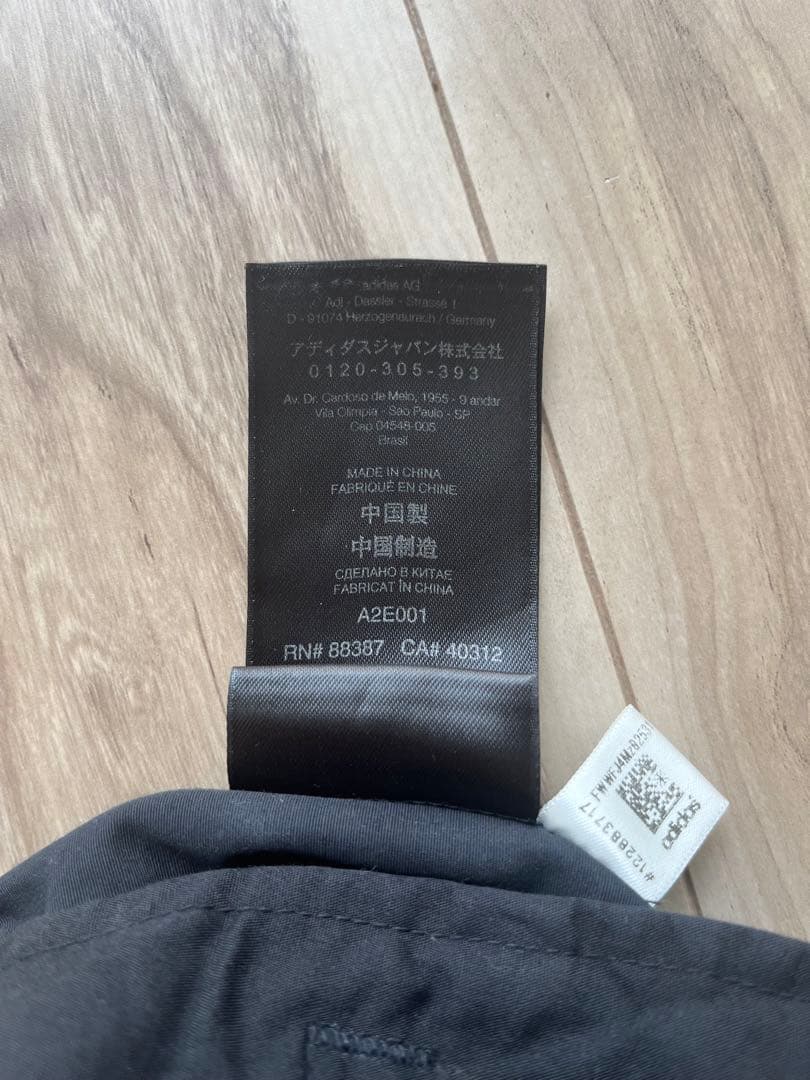 adidas AG
Adi - Dassler - Strasse 1
D - 91074 Herzogenaurach / Germany
アディダスジャパン株式会社
0120-305-393
Av. Dr. Cardoso de Melo, 1955 - 9 andar
Vila Olimpia - Sao Paulo - SP
Cep 04548-005
Brasil
MADE IN CHINA
FABRIQUÉ EN CHINE
中国製
中国制造
СДЕЛАНО В КИТАЕ
FABRICAT ÎN CHINA
A2E001
RN# 88387 CA# 40312
adidas
#122883717